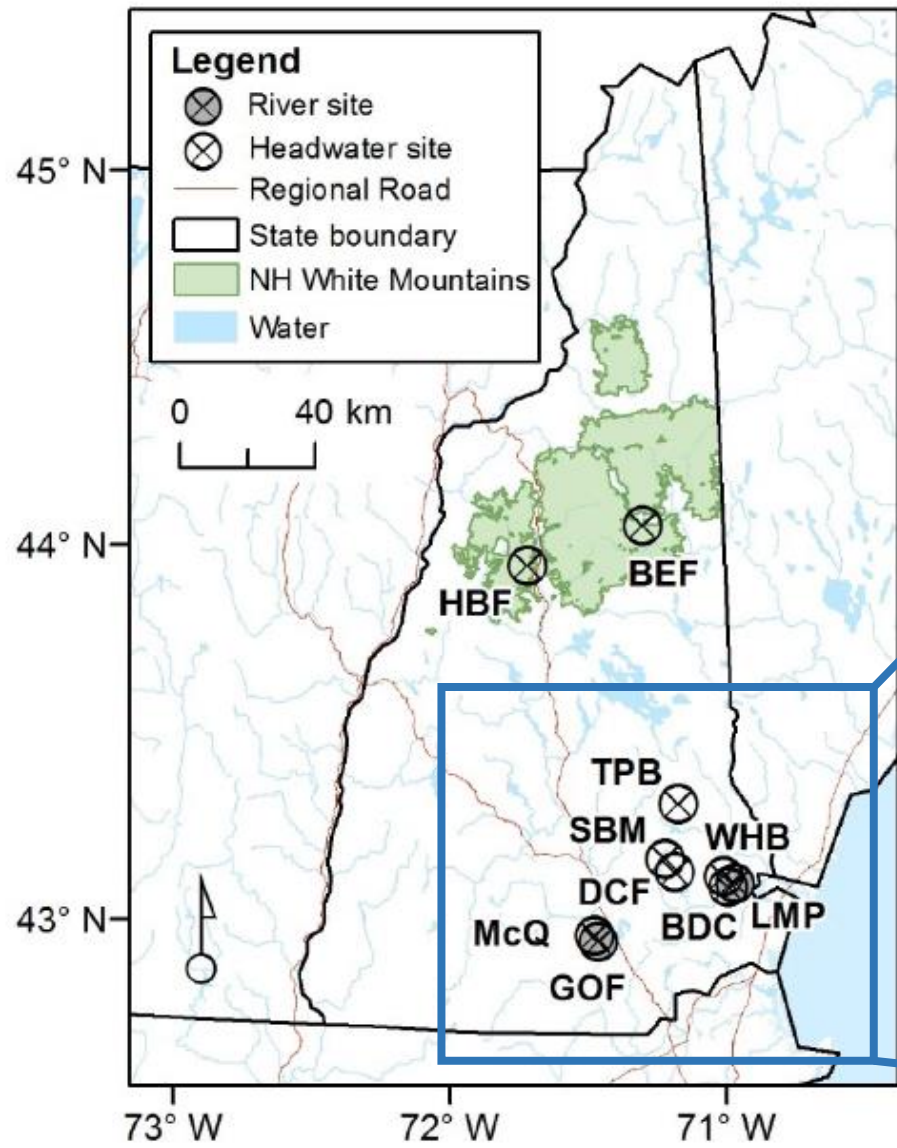 Legend
River site
Headwater site
Regional Road
State boundary
NH White Mountains
Water
0 40 km
45° N
44° N
43° N
HBF
BEF
TPB
SBM
WHB
DCF
BDC
LMP
McQ
GOF
73° W
72° W
71° W